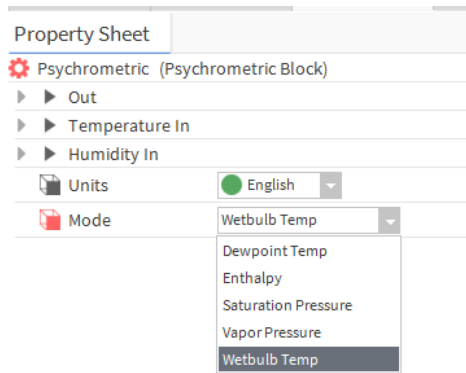 Property Sheet
Psychrometric (Psychrometric Block)
Out
Temperature In
Humidity In
Units English
Mode Wetbulb Temp
Dewpoint Temp
Enthalpy
Saturation Pressure
Vapor Pressure
Wetbulb Temp